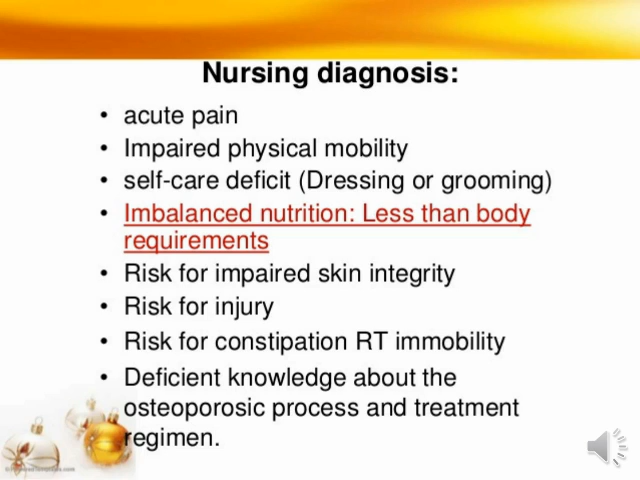 Nursing diagnosis:
• acute pain
• Impaired physical mobility
• self-care deficit (Dressing or grooming)
• Imbalanced nutrition: Less than body
requirements
• Risk for impaired skin integrity
• Risk for injury
• Risk for constipation RT immobility
• Deficient knowledge about the
osteoporosic process and treatment
regimen.